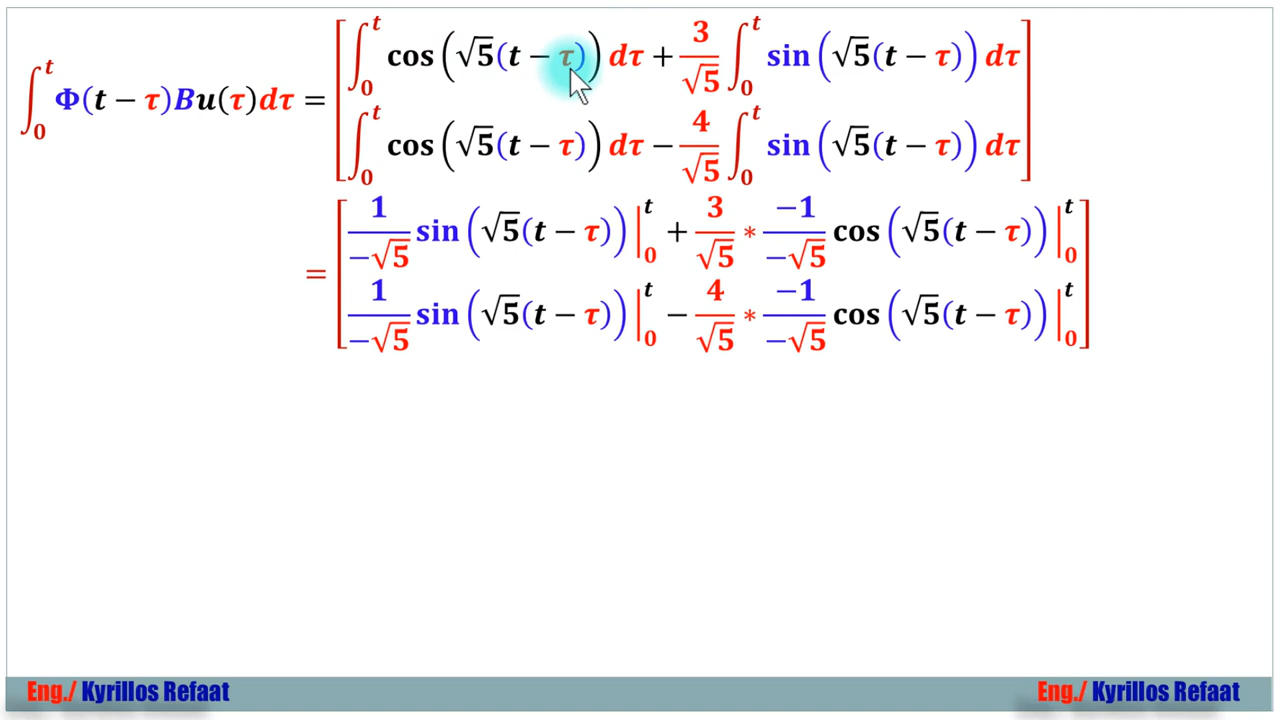 ∫₀ᵗ Φ(t − τ)Bu(τ)dτ = [ ∫₀ᵗ cos(√5(t − τ)) dτ + 3/√5 ∫₀ᵗ sin(√5(t − τ)) dτ
∫₀ᵗ cos(√5(t − τ)) dτ − 4/√5 ∫₀ᵗ sin(√5(t − τ)) dτ ]
= [ 1/−√5 sin(√5(t − τ))|₀ᵗ + 3/√5 * −1/−√5 cos(√5(t − τ))|₀ᵗ
1/−√5 sin(√5(t − τ))|₀ᵗ − 4/√5 * −1/−√5 cos(√5(t − τ))|₀ᵗ ]
Eng./ Kyrillos Refaat
Eng./ Kyrillos Refaat